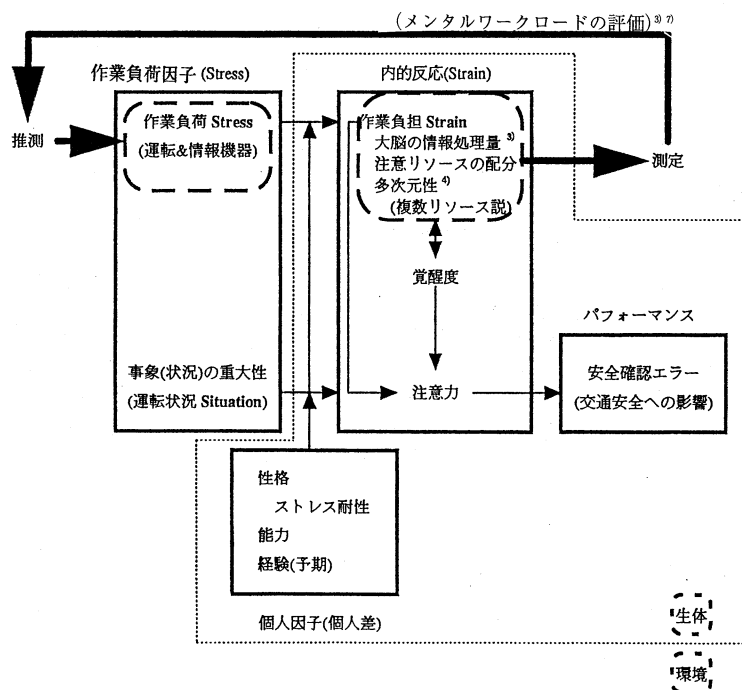 (メンタルワークロードの評価)3) 7)
作業負荷因子 (Stress)
内的反応(Strain)
推測
作業負荷 Stress
(運転&情報機器)
作業負担 Strain
大脳の情報処理量 3)
注意リソースの配分
多次元性 4)
(複数リソース説)
測定
覚醒度
パフォーマンス
事象(状況)の重大性
(運転状況 Situation)
注意力
安全確認エラー
(交通安全への影響)
性格
ストレス耐性
能力
経験(予期)
個人因子(個人差)
生体
環境